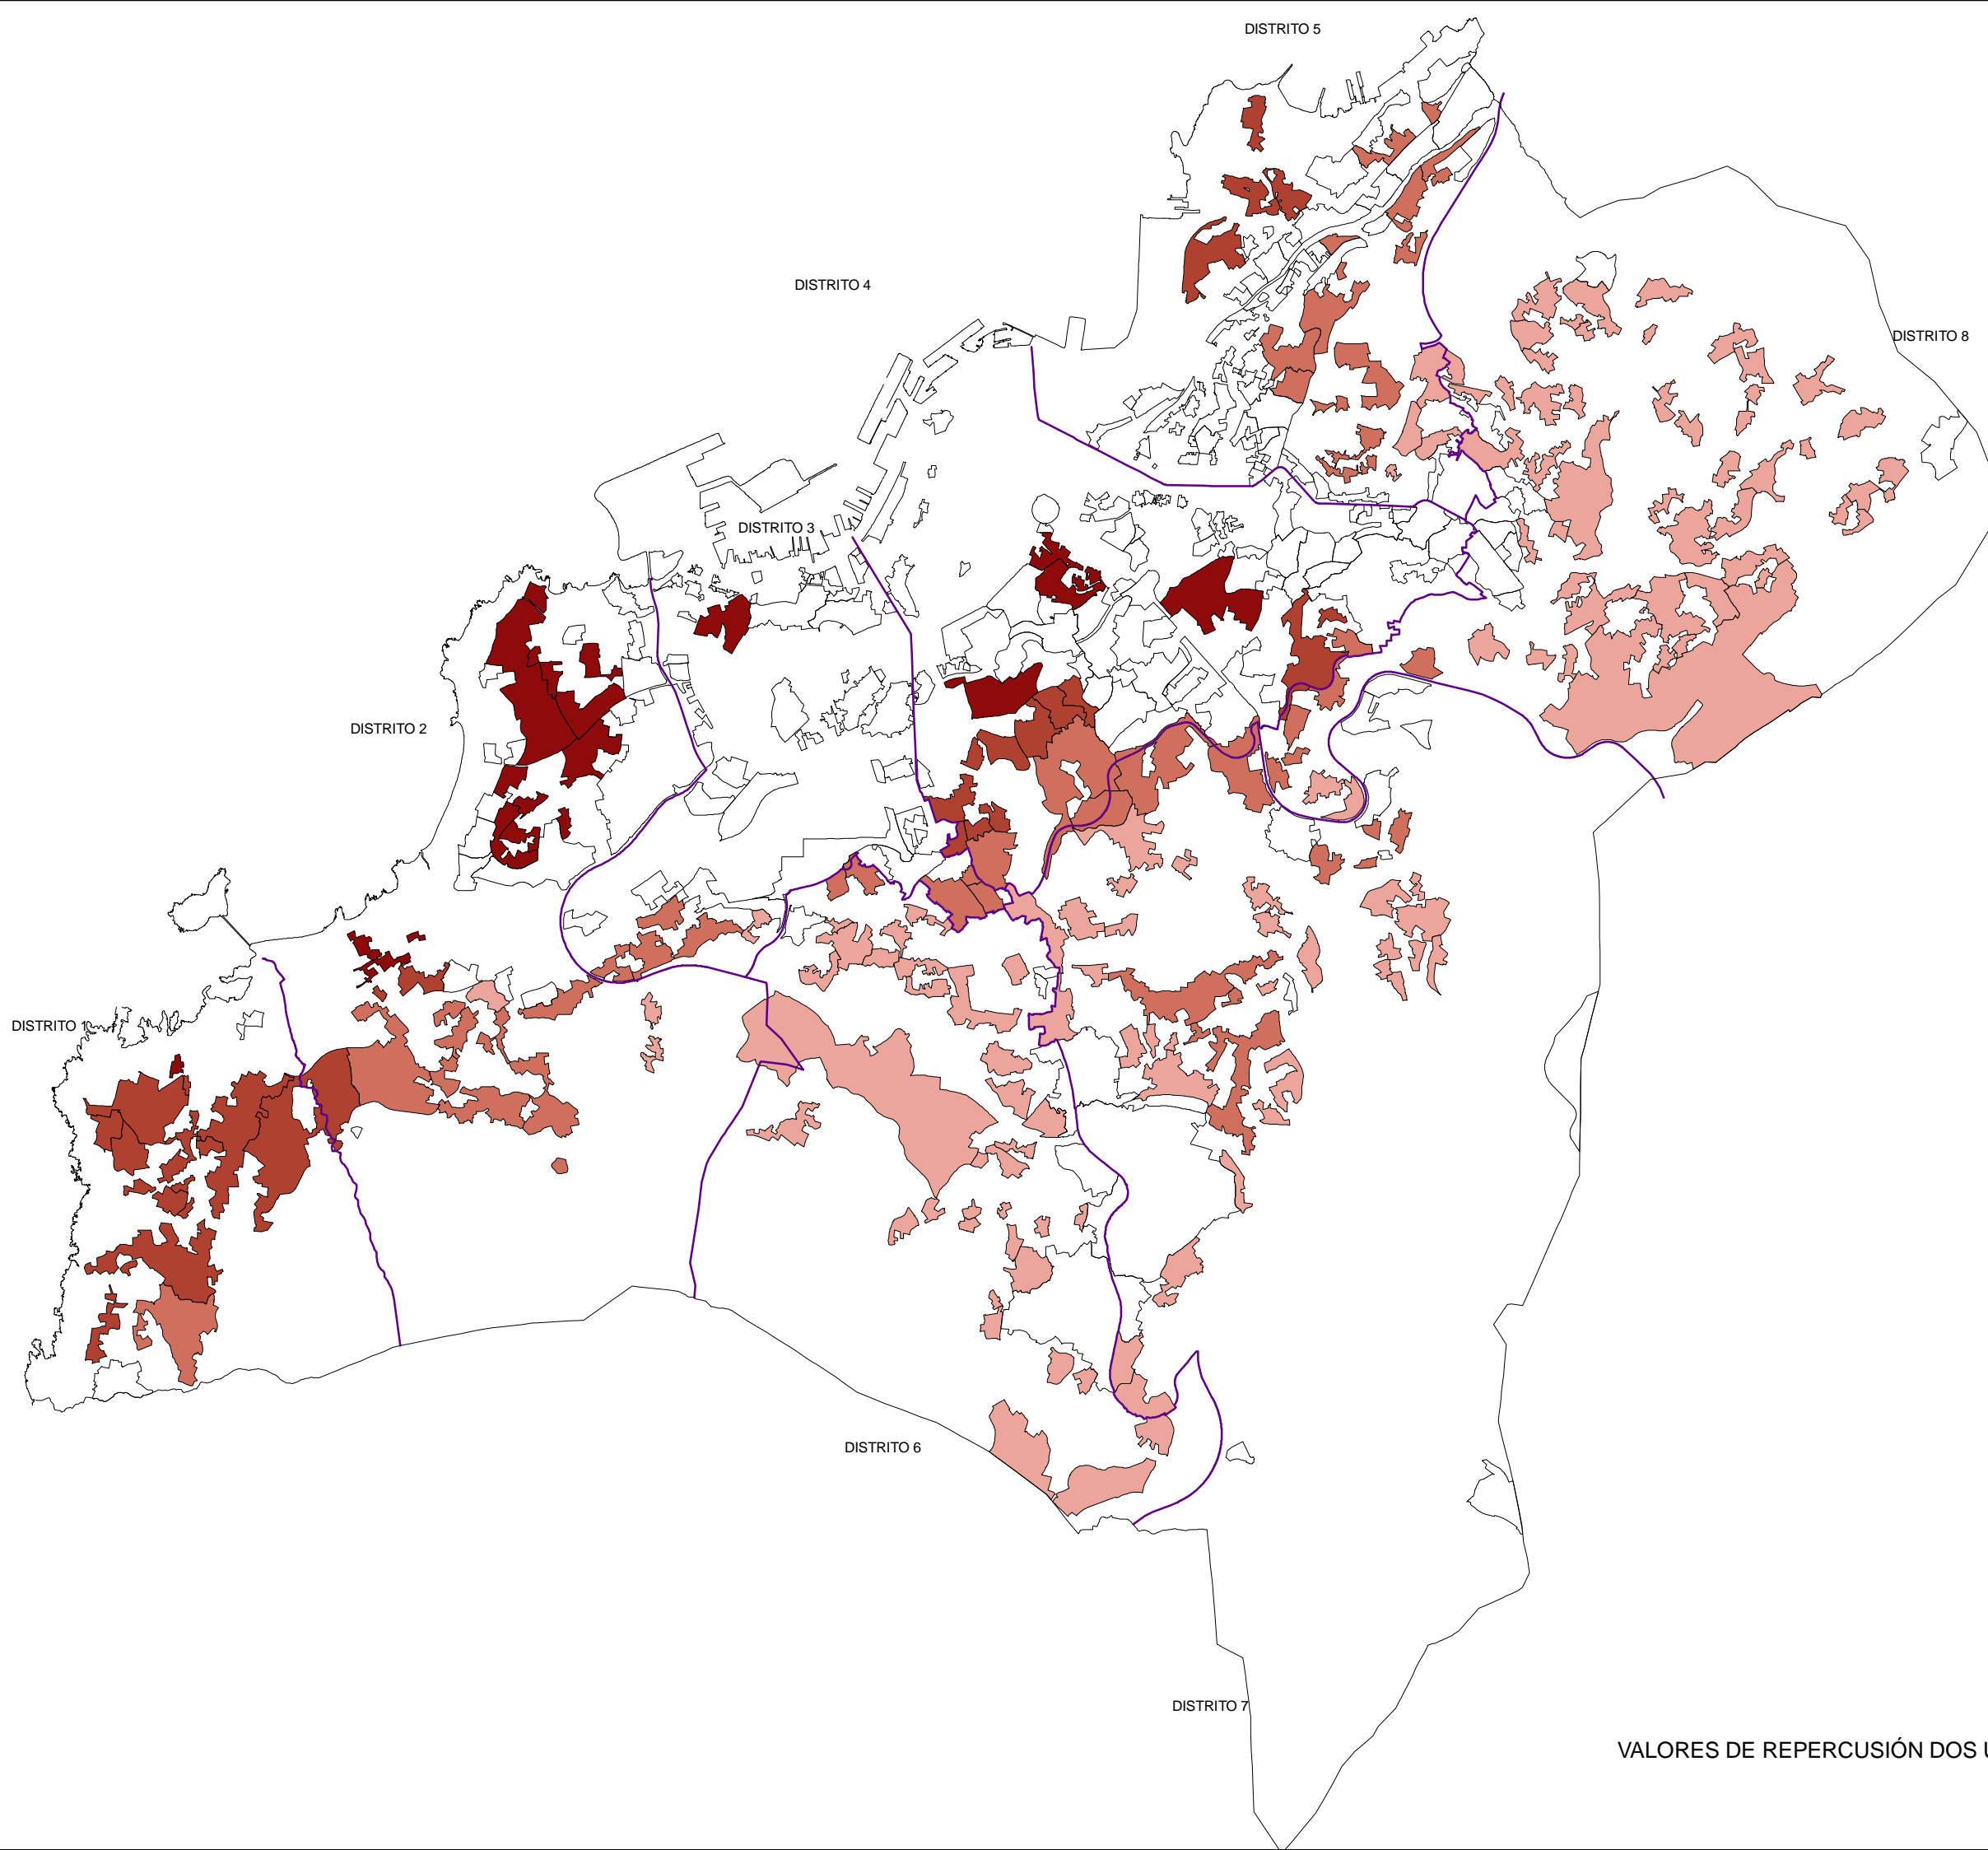 DISTRITO 5
DISTRITO 4
DISTRITO 8
DISTRITO 3
DISTRITO 2
DISTRITO 1
DISTRITO 6
DISTRITO 7
VALORES DE REPERCUSIÓN DOS